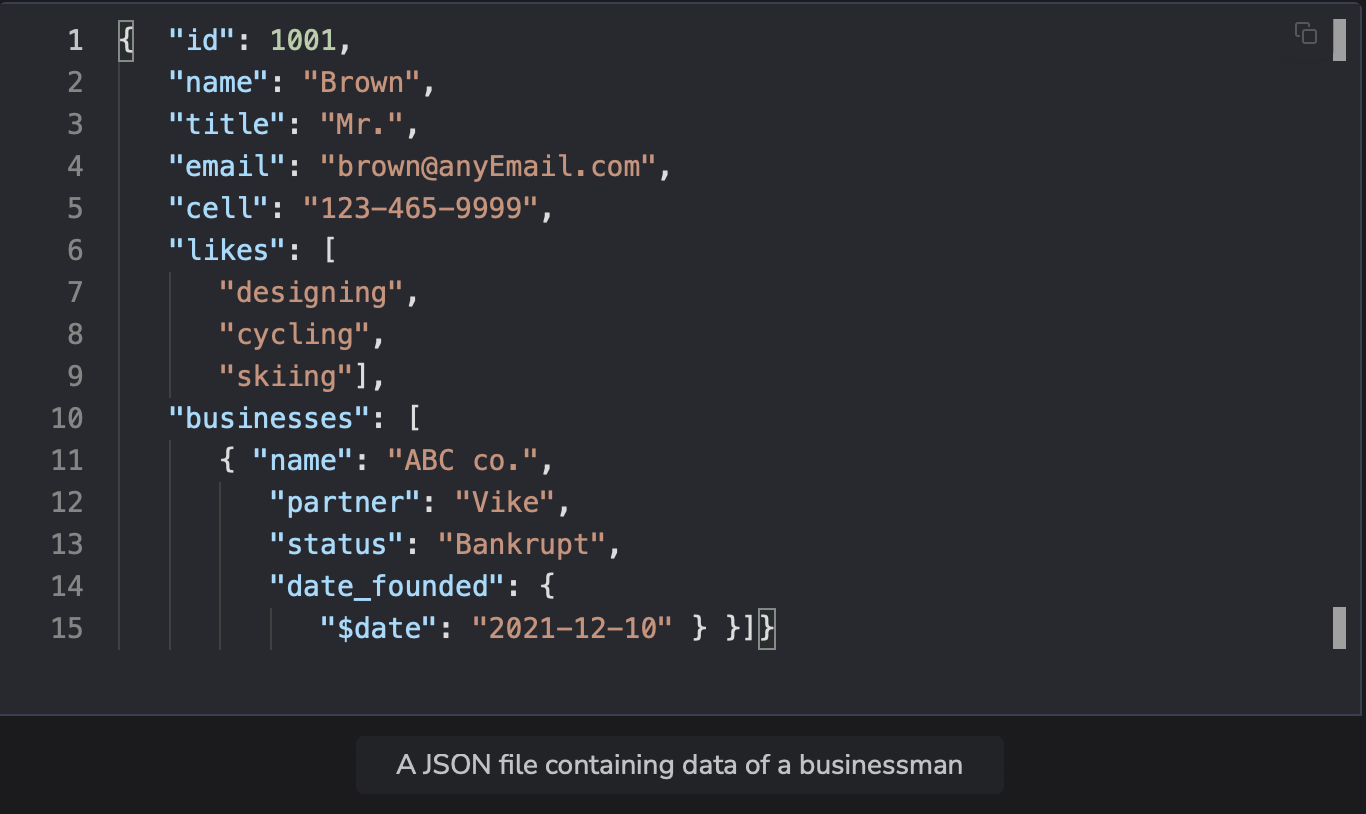 1 { "id": 1001,
2 "name": "Brown",
3 "title": "Mr.",
4 "email": "brown@anyEmail.com",
5 "cell": "123-465-9999",
6 "likes": [
7 "designing",
8 "cycling",
9 "skiing"],
10 "businesses": [
11 { "name": "ABC co.",
12 "partner": "Vike",
13 "status": "Bankrupt",
14 "date_founded": {
15 "$date": "2021-12-10" } }]}
A JSON file containing data of a businessman